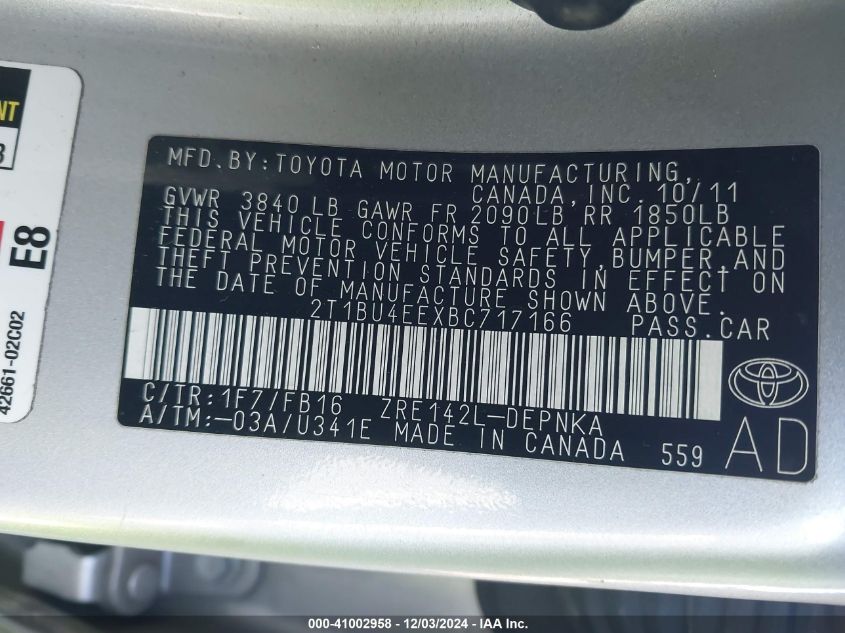 MFD. BY: TOYOTA MOTOR MANUFACTURING,
CANADA, INC. 10/11
GVWR 3840 LB GAWR FR 2090LB RR 1850LB
THIS VEHICLE CONFORMS TO ALL APPLICABLE
FEDERAL MOTOR VEHICLE SAFETY, BUMPER, AND
THEFT PREVENTION STANDARDS IN EFFECT ON
THE DATE OF MANUFACTURE SHOWN ABOVE.
2T1BU4EEXBC717166 PASS.CAR
C/TR: 1F7/FB16 ZRE142L-DEPNKA
A/TM:-03A/U341E MADE IN CANADA 559
AD
E8
42661-02C02
000-41002958 - 12/03/2024 - IAA Inc.